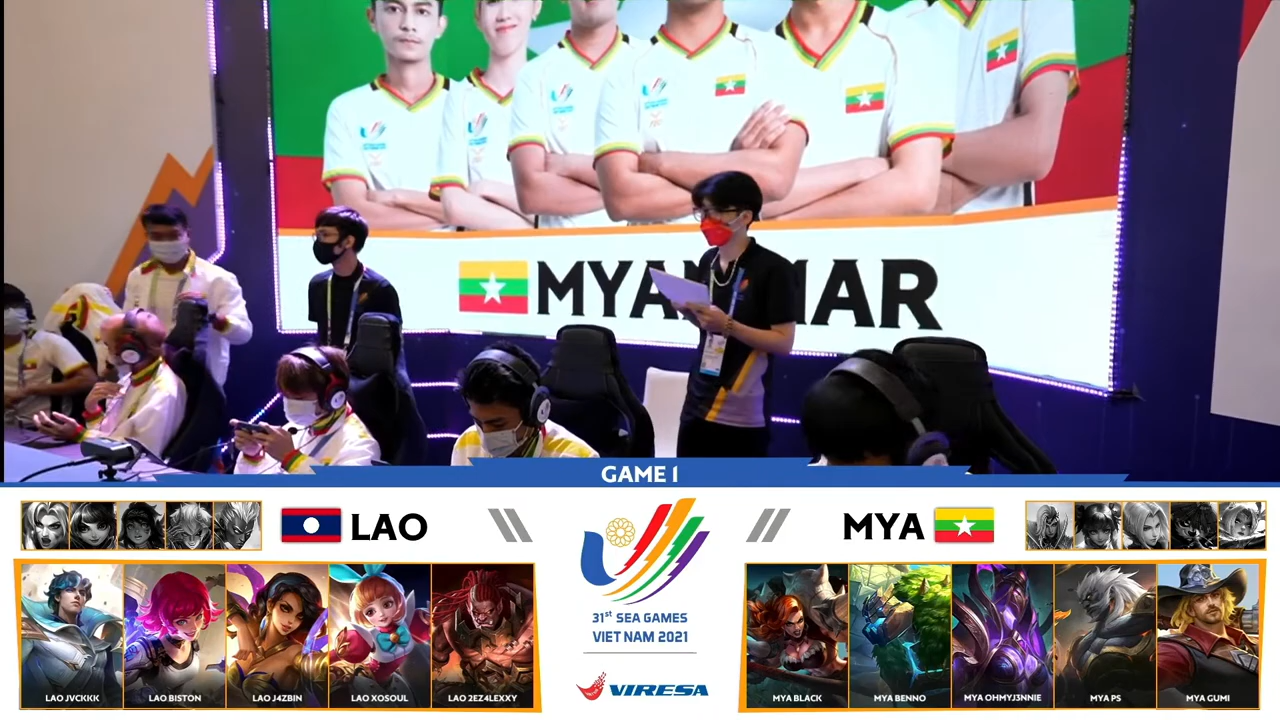 MYANMAR
GAME 1
LAO
MYA
31st SEA GAMES
VIET NAM 2021
VIRESA
LAO JVCKKK
LAO BISTON
LAO J4ZBIN
LAO XOSOUL
LAO 2EZ4LEXXY
MYA BLACK
MYA BENNO
MYA OHMYJ3NNIE
MYA PS
MYA GUMI